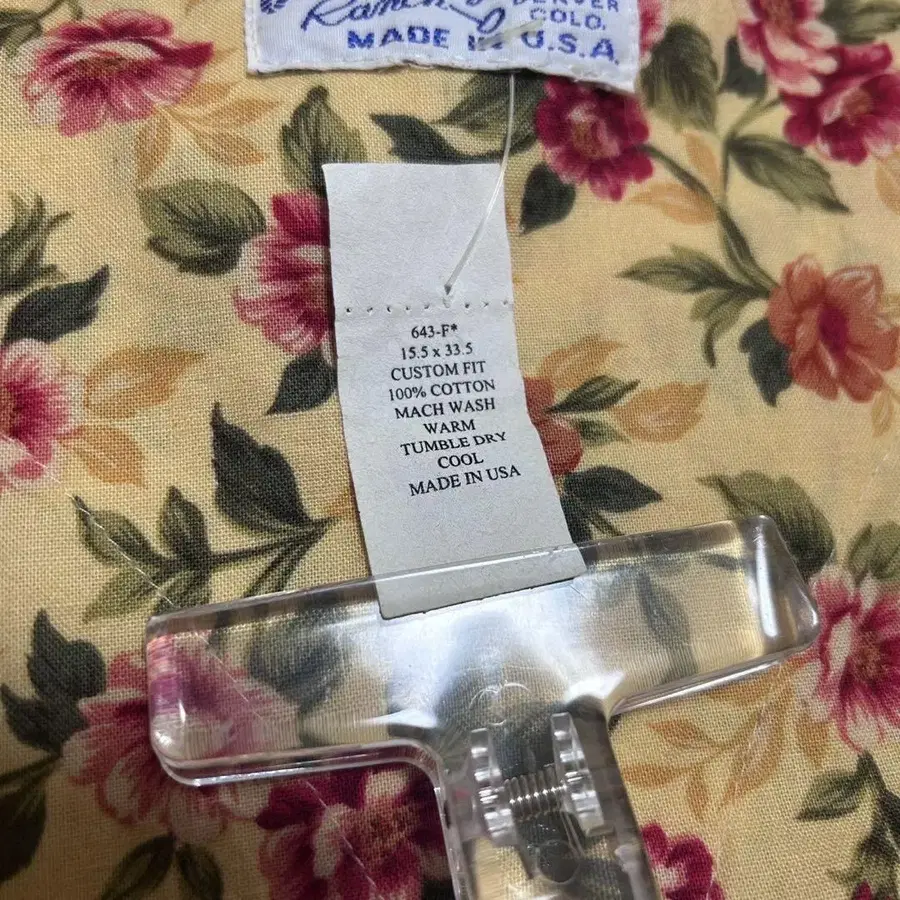 Ranch
DENVER
COLO.
MADE IN U.S.A.
643-F*
15.5 x 33.5
CUSTOM FIT
100% COTTON
MACH WASH
WARM
TUMBLE DRY
COOL
MADE IN USA